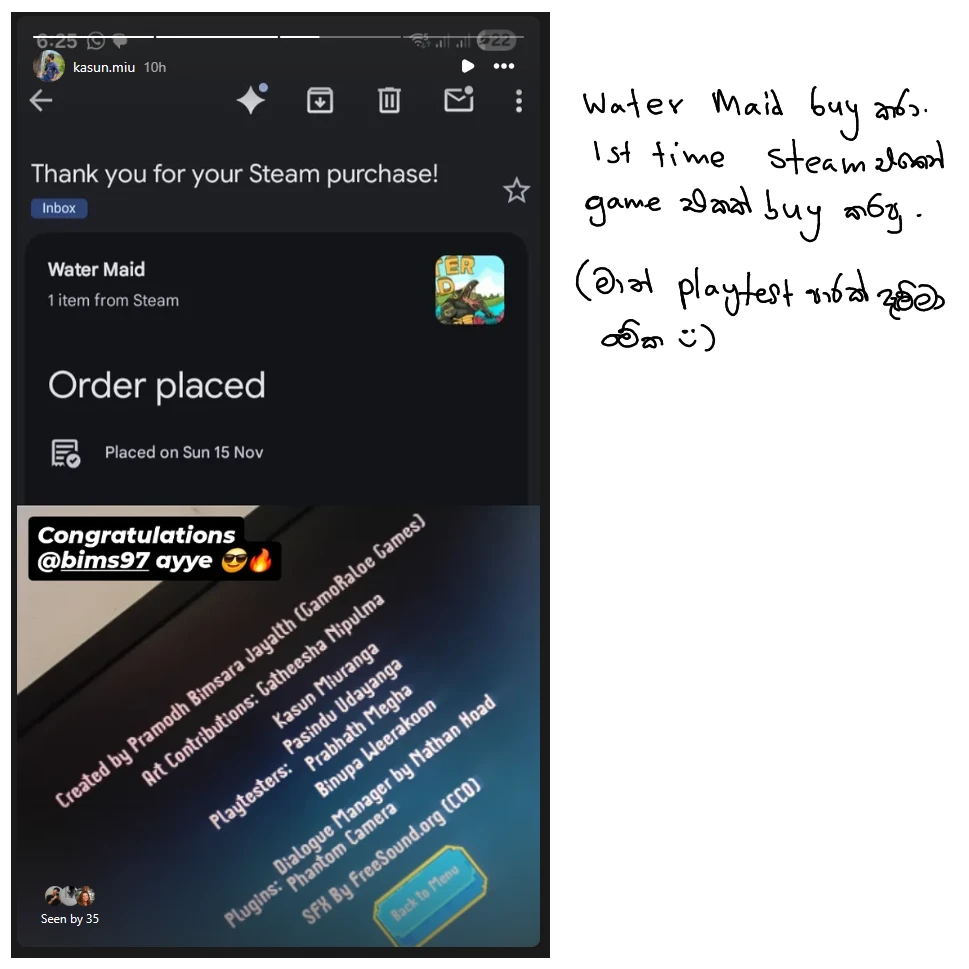 6:25
22
kasun.miu 10h
Thank you for your Steam purchase!
Inbox
Water Maid
1 item from Steam
Order placed
Placed on Sun 15 Nov
Congratulations
@bims97 ayye 😎🔥
Created by Pramodh Bimsara Jayalth (GamoRaloe Games)
Art Contributions: Gatheesha Nipulma
Kasun Miuranga
Pasindu Udayanga
Playtesters: Prabhath Megha
Binupa Weerakoon
Dialogue Manager by Nathan Hoad
Plugins: Phantom Camera
SFX By FreeSound.org (CC0)
Back to Menu
Seen by 35
Water Maid buy කරා.
1st time Steam එකෙන්
game එකක් buy කරපු.
(මාත් playtest පාරක් දැම්මා
මේක :))